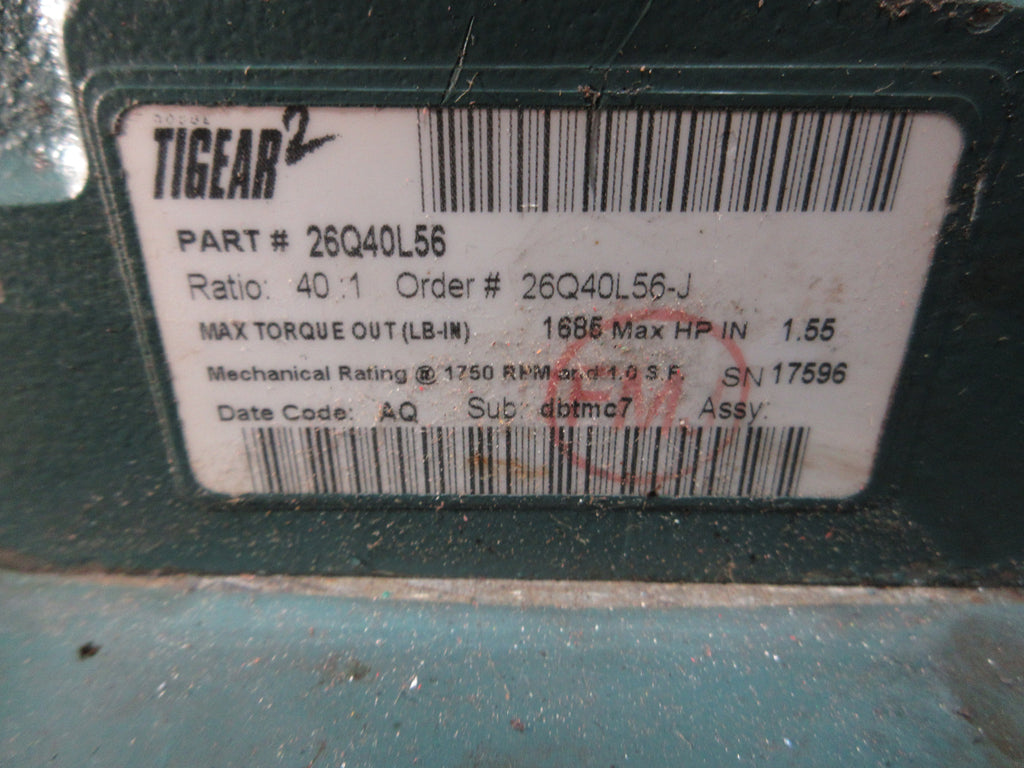 TIGEAR2
PART # 26Q40L56
Ratio: 40 :1 Order # 26Q40L56-J
MAX TORQUE OUT (LB-IN) 1685 Max HP IN 1.55
Mechanical Rating @ 1750 RPM and 1.0 S.F. SN 17596
Date Code: AQ Sub: dbtmc7 Assy: